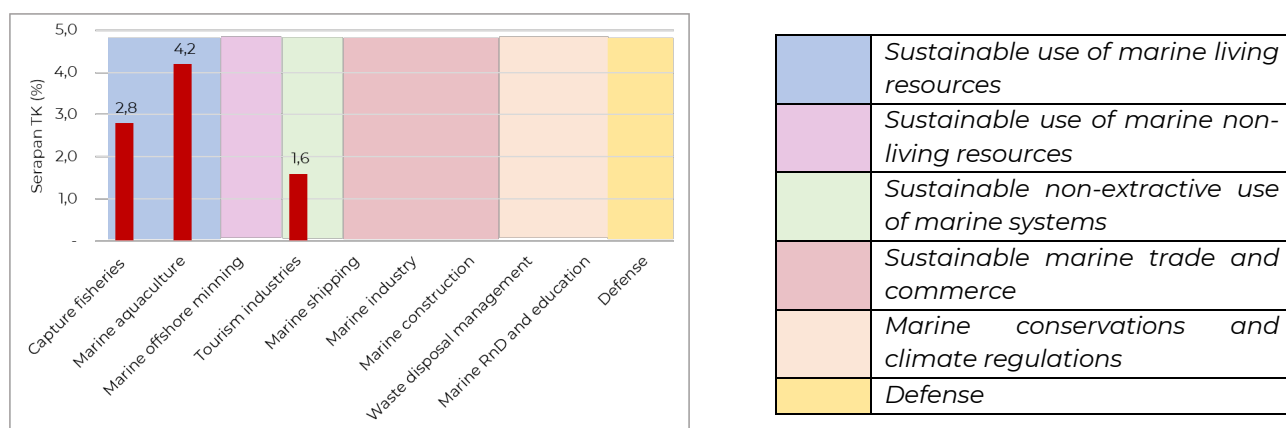 5,0
4,0
3,0
2,0
1,0
-
Serapan TK (%)
2,8
4,2
1,6
Capture fisheries
Marine aquaculture
Marine offshore minning
Tourism industries
Marine shipping
Marine industry
Marine construction
Waste disposal management
Marine RnD and education
Defense
Sustainable use of marine living
resources
Sustainable use of marine non-
living resources
Sustainable non-extractive use
of marine systems
Sustainable marine trade and
commerce
Marine conservations and
climate regulations
Defense